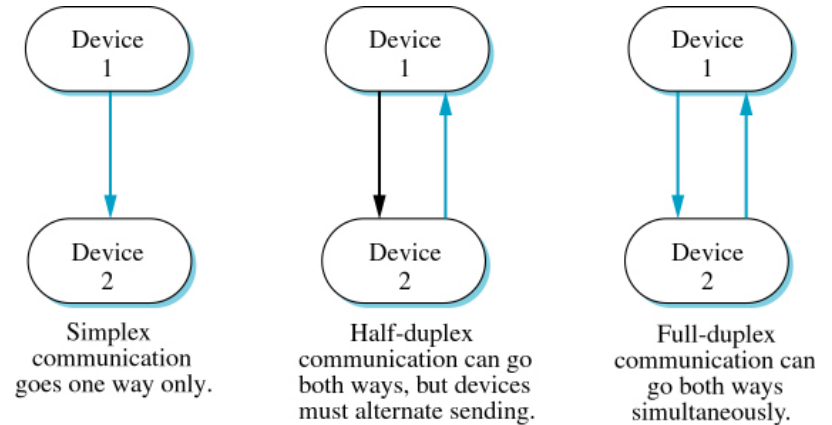 Device
1
Device
2
Simplex
communication
goes one way only.
Device
1
Device
2
Half-duplex
communication can go
both ways, but devices
must alternate sending.
Device
1
Device
2
Full-duplex
communication can
go both ways
simultaneously.